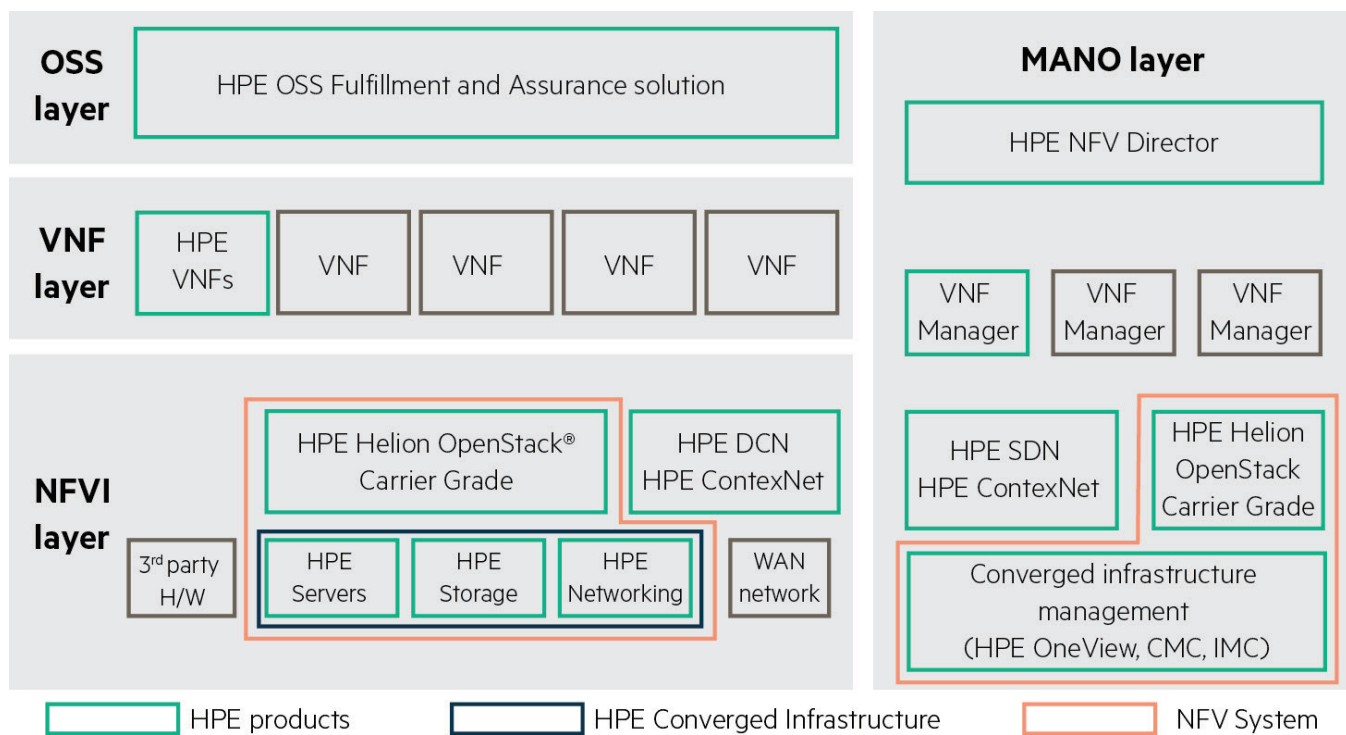 OSS
layer
HPE OSS Fulfillment and Assurance solution
VNF
layer
HPE
VNFs
VNF
VNF
VNF
VNF
NFVI
layer
HPE Helion OpenStack®
Carrier Grade
HPE DCN
HPE ContexNet
3rd party
H/W
HPE
Servers
HPE
Storage
HPE
Networking
WAN
network
MANO layer
HPE NFV Director
VNF
Manager
VNF
Manager
VNF
Manager
HPE SDN
HPE ContexNet
HPE Helion
OpenStack
Carrier Grade
Converged infrastructure
management
(HPE OneView, CMC, IMC)
HPE products
HPE Converged Infrastructure
NFV System